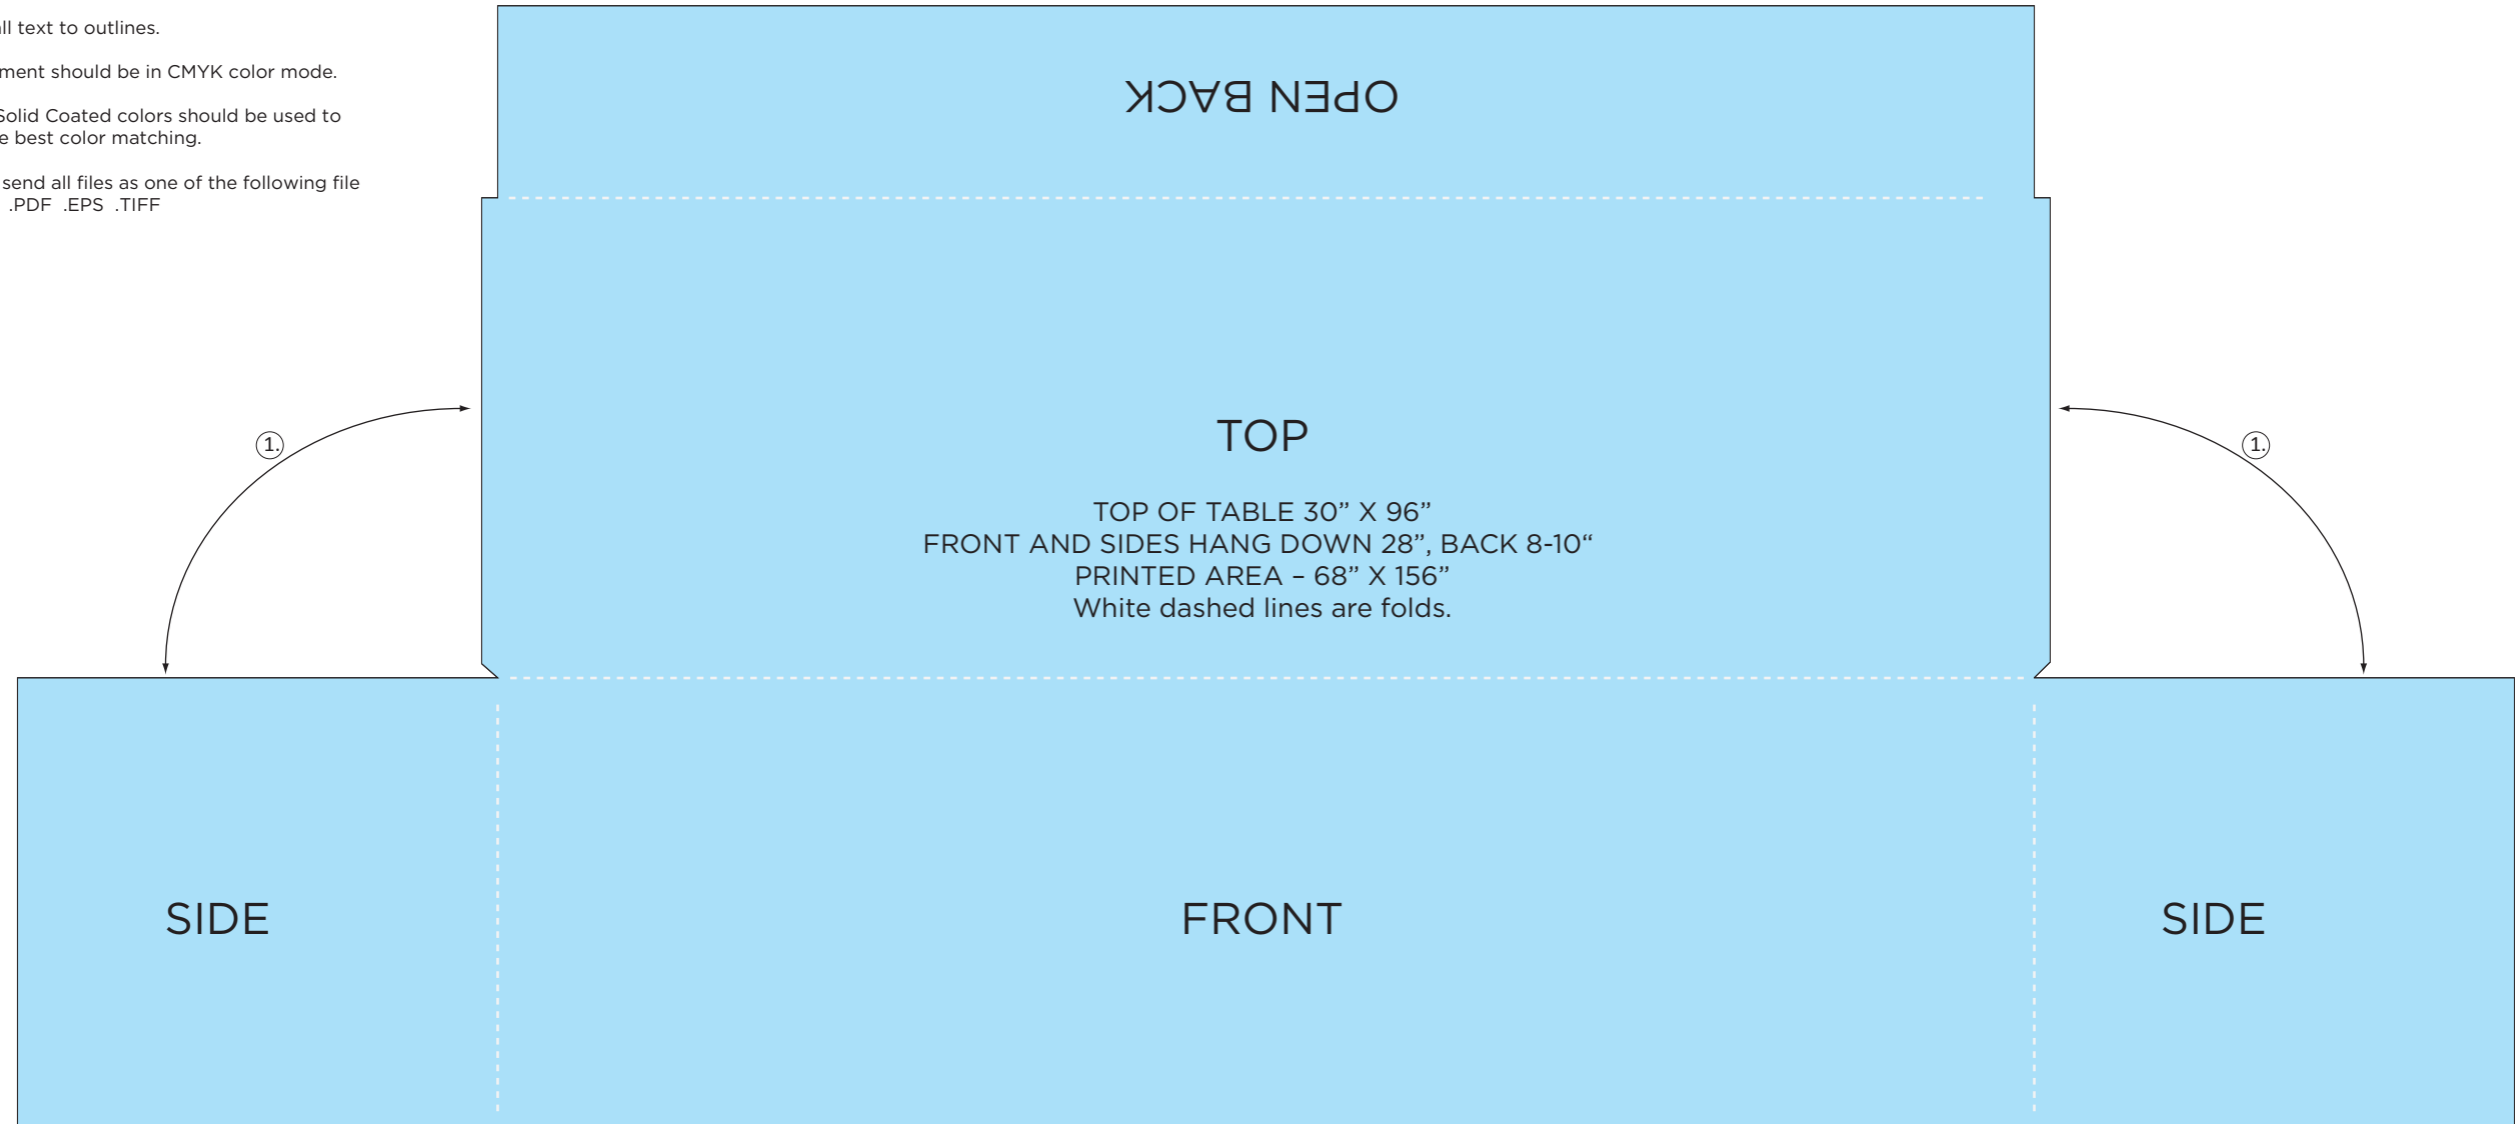 ll text to outlines.
ment should be in CMYK color mode.
Solid Coated colors should be used to
e best color matching.
send all files as one of the following file
.PDF .EPS .TIFF
OPEN BACK
1.
1.
TOP
TOP OF TABLE 30” X 96”
FRONT AND SIDES HANG DOWN 28”, BACK 8-10“
PRINTED AREA – 68” X 156”
White dashed lines are folds.
SIDE
FRONT
SIDE